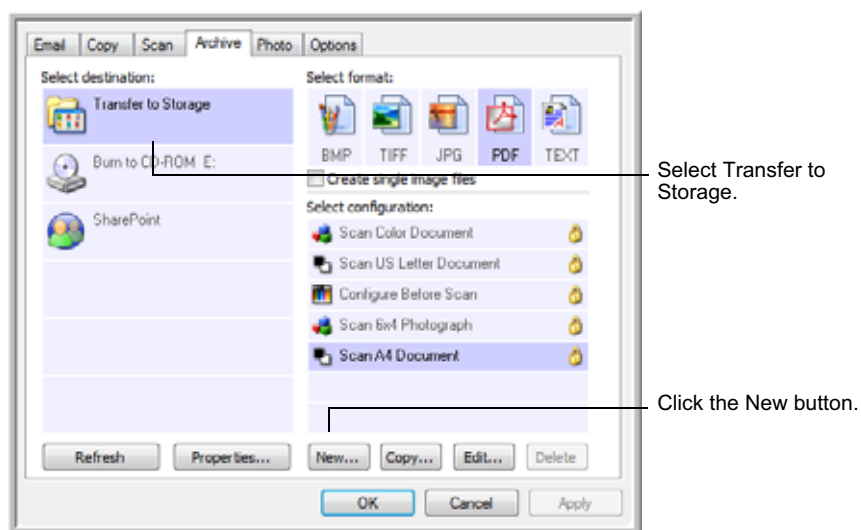 Email Copy Scan Archive Photo Options
Select destination:
Transfer to Storage
Burn to CD-ROM E:
SharePoint
Select format:
BMP TIFF JPG PDF TEXT
Create single image files
Select configuration:
Scan Color Document
Scan US Letter Document
Configure Before Scan
Scan 6x4 Photograph
Scan A4 Document
Refresh Properties... New... Copy... Edit... Delete
OK Cancel Apply
Select Transfer to
Storage.
Click the New button.